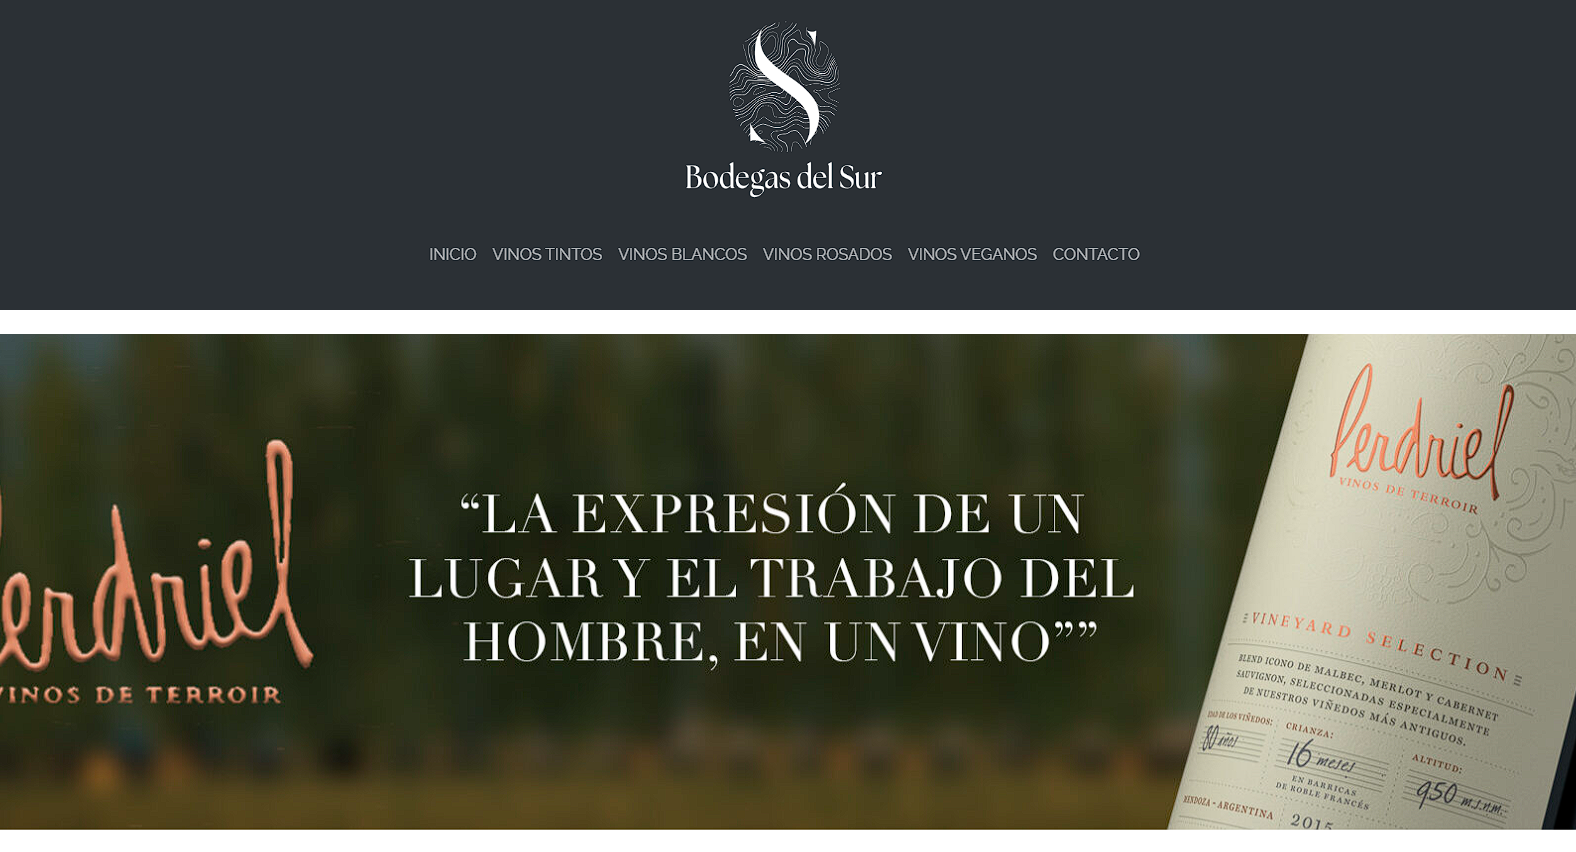 S
Bodegas del Sur
INICIO VINOS TINTOS VINOS BLANCOS VINOS ROSADOS VINOS VEGANOS CONTACTO
Perdriel
VINOS DE TERROIR
“LA EXPRESIÓN DE UN
LUGAR Y EL TRABAJO DEL
HOMBRE, EN UN VINO””
Perdriel
VINOS DE TERROIR
VINEYARD SELECTION
BLEND ICONO DE MALBEC, MERLOT Y CABERNET
SAUVIGNON, SELECCIONADAS ESPECIALMENTE
DE NUESTROS VIÑEDOS MÁS ANTIGUOS.
EDAD DE LOS VIÑEDOS: CRIANZA: ALTITUD:
80 años 16 meses 950 m.s.n.m.
EN BARRICAS
DE ROBLE FRANCÉS
MENDOZA - ARGENTINA
2015